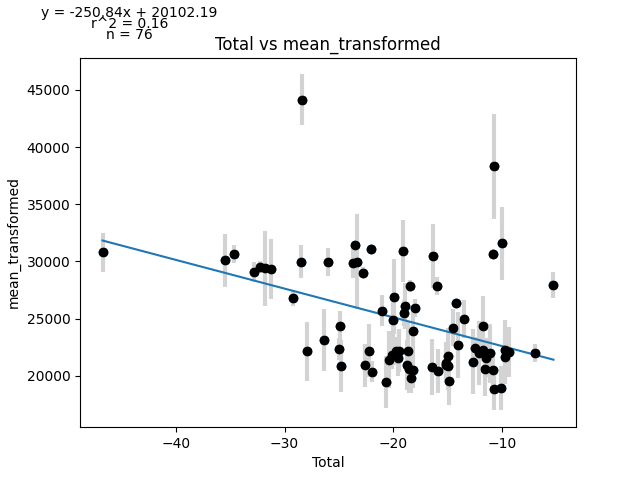 y = -250.84x + 20102.19
r^2 = 0.16
n = 76
Total vs mean_transformed
45000
40000
35000
30000
25000
20000
mean_transformed
−40
−30
−20
−10
Total